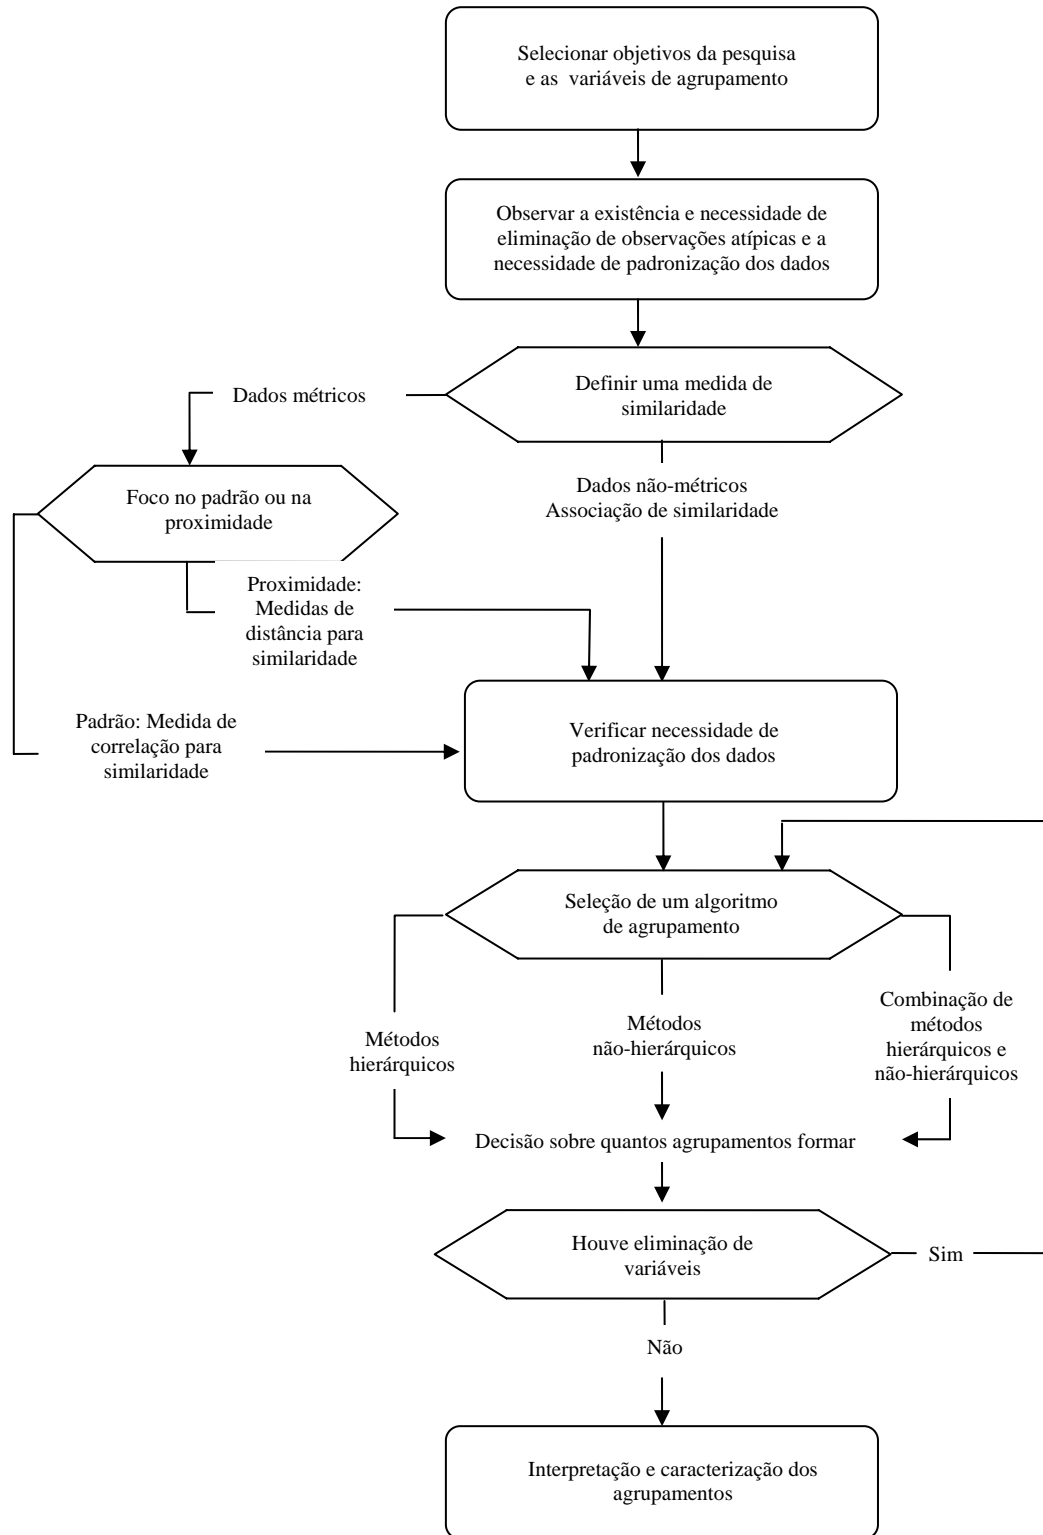 Selecionar objetivos da pesquisa
e as variáveis de agrupamento
Observar a existência e necessidade de
eliminação de observações atípicas e a
necessidade de padronização dos dados
Dados métricos
Definir uma medida de
similaridade
Foco no padrão ou na
proximidade
Dados não-métricos
Associação de similaridade
Proximidade:
Medidas de
distância para
similaridade
Padrão: Medida de
correlação para
similaridade
Verificar necessidade de
padronização dos dados
Seleção de um algoritmo
de agrupamento
Métodos
hierárquicos
Métodos
não-hierárquicos
Combinação de
métodos
hierárquicos e
não-hierárquicos
Decisão sobre quantos agrupamentos formar
Houve eliminação de
variáveis
Sim
Não
Interpretação e caracterização dos
agrupamentos